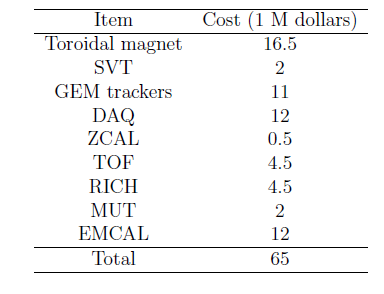 Item Cost (1 M dollars)
Toroidal magnet 16.5
SVT 2
GEM trackers 11
DAQ 12
ZCAL 0.5
TOF 4.5
RICH 4.5
MUT 2
EMCAL 12
Total 65